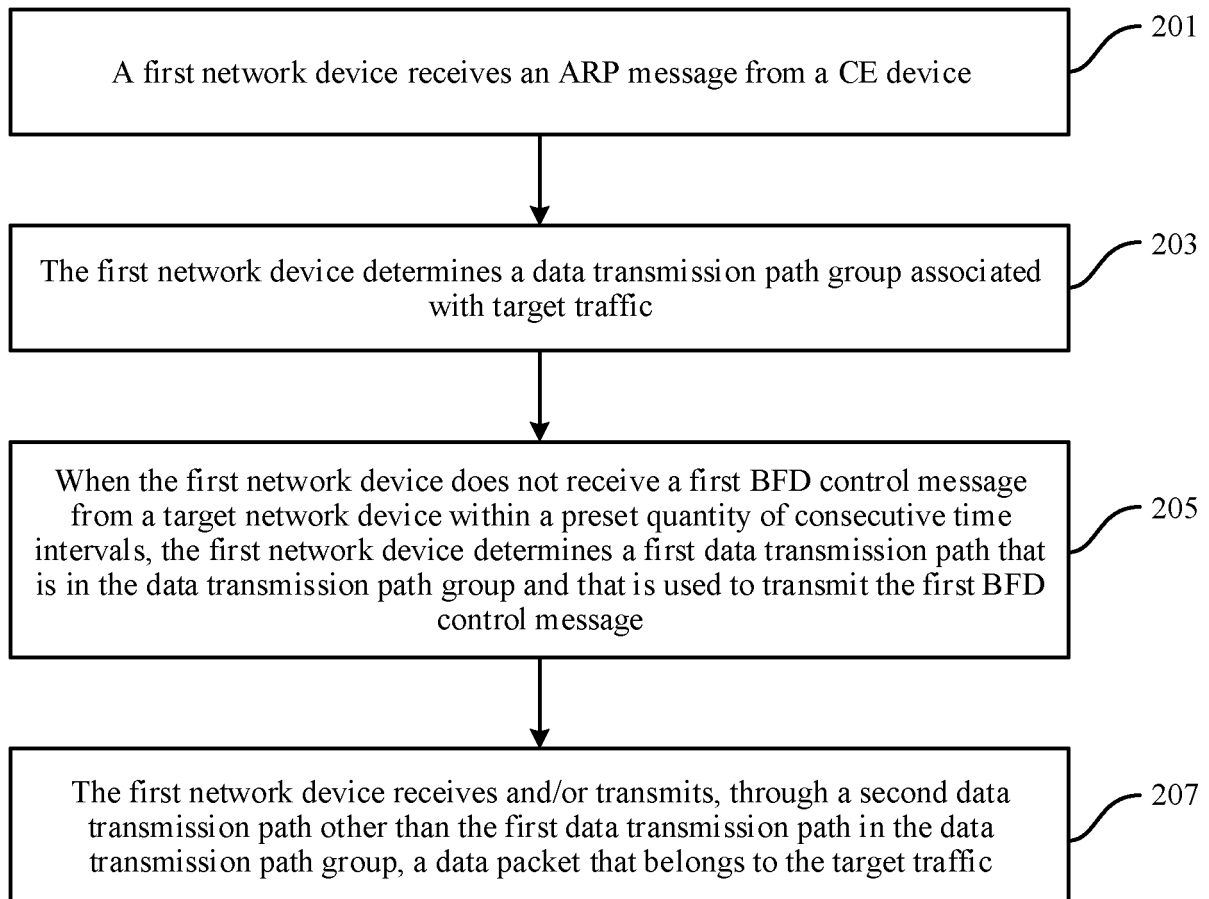 A first network device receives an ARP message from a CE device
201
The first network device determines a data transmission path group associated
with target traffic
203
When the first network device does not receive a first BFD control message
from a target network device within a preset quantity of consecutive time
intervals, the first network device determines a first data transmission path that
is in the data transmission path group and that is used to transmit the first BFD
control message
205
The first network device receives and/or transmits, through a second data
transmission path other than the first data transmission path in the data
transmission path group, a data packet that belongs to the target traffic
207